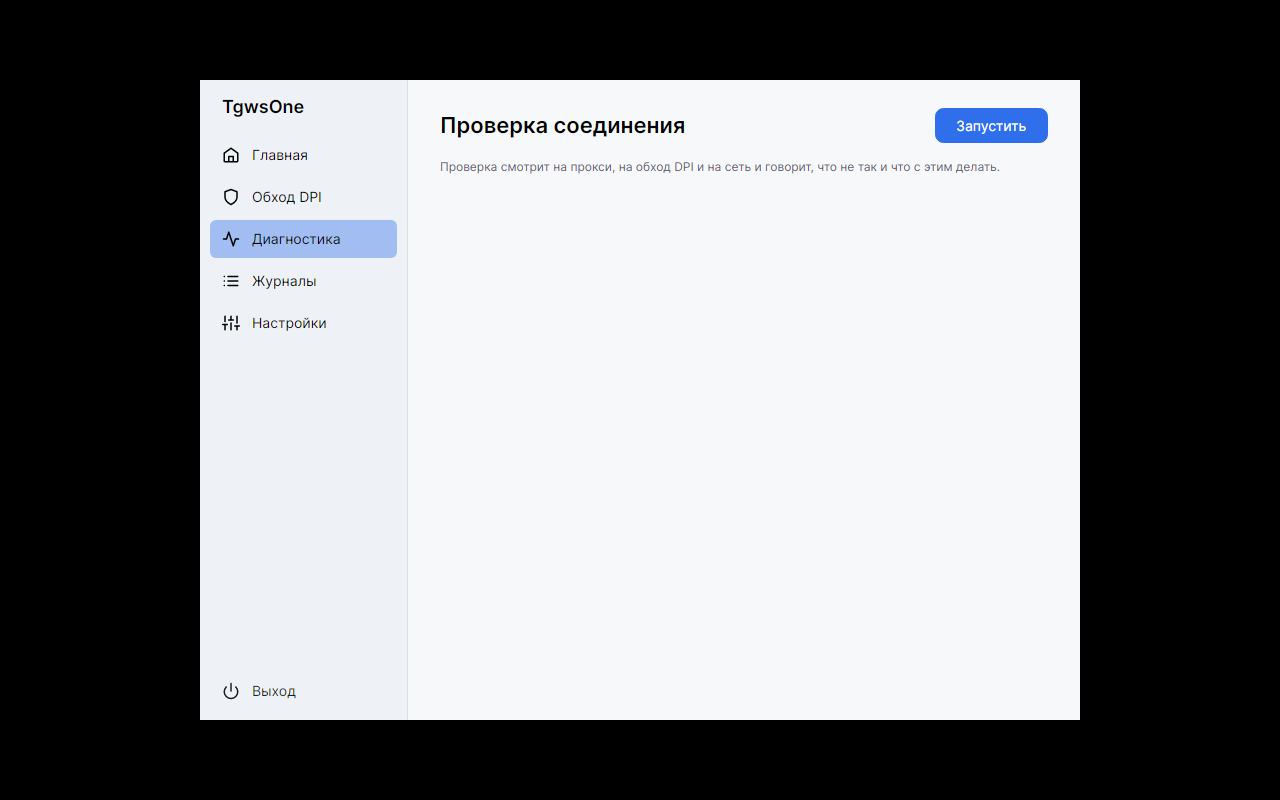 TgwsOne
Главная
Обход DPI
Диагностика
Журналы
Настройки
Выход
Проверка соединения
Запустить
Проверка смотрит на прокси, на обход DPI и на сеть и говорит, что не так и что с этим делать.